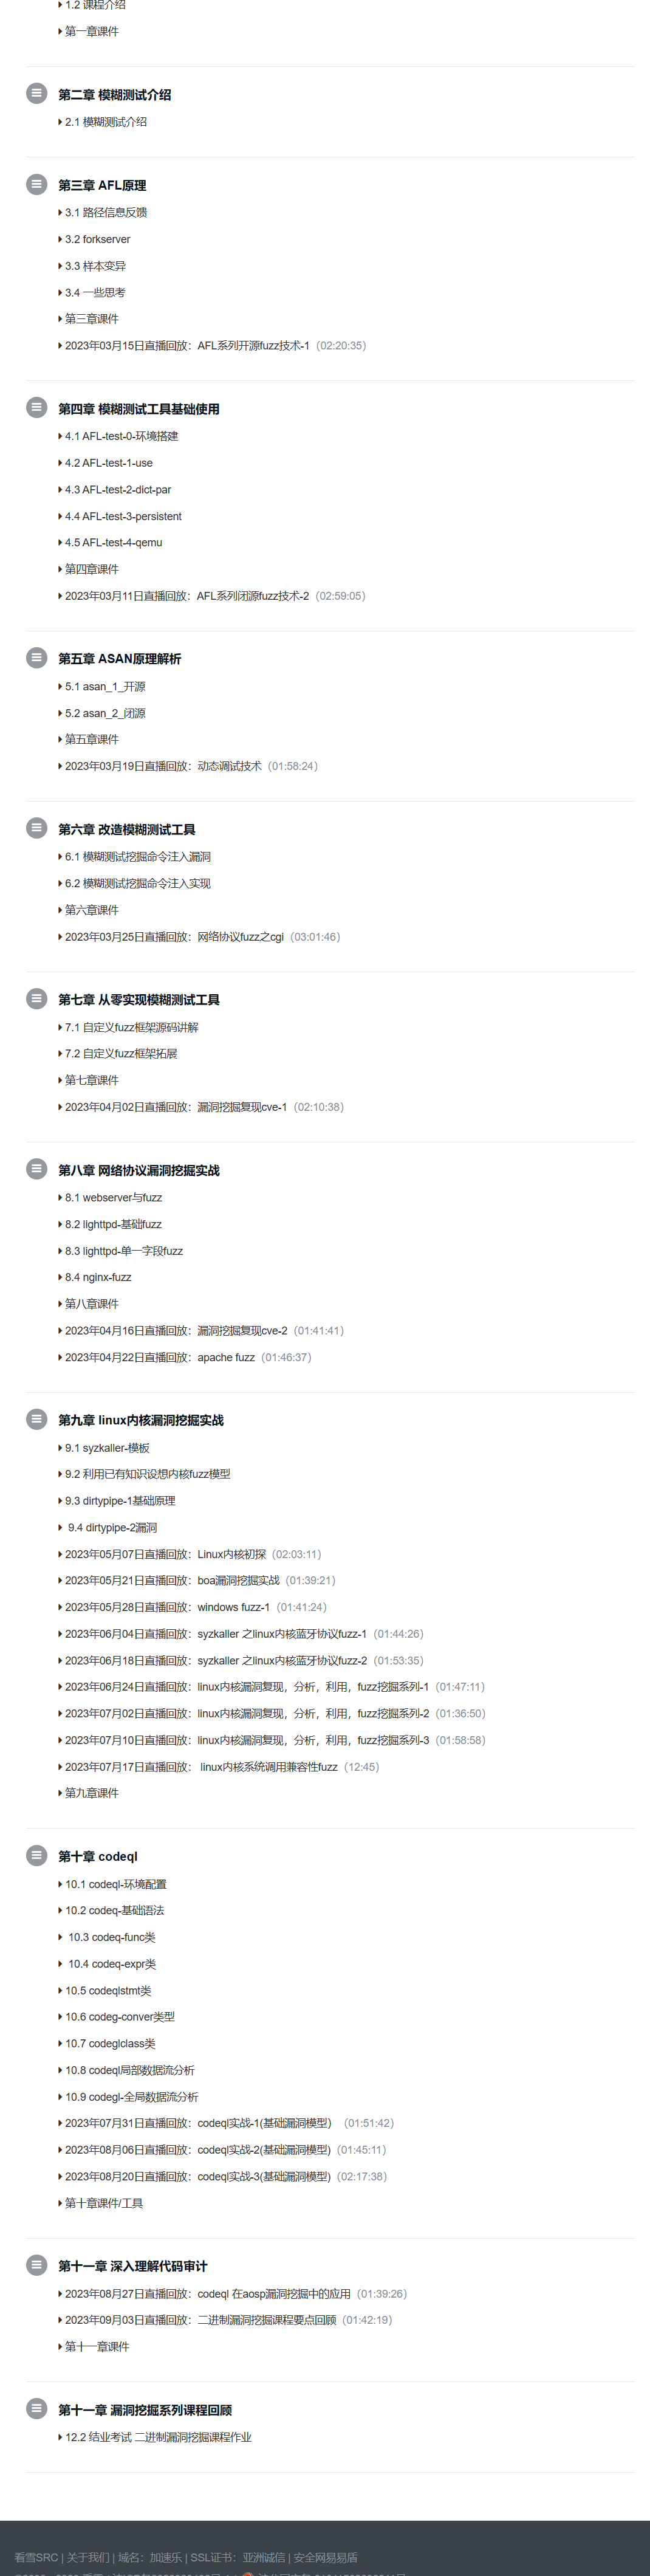 1.2 课程介绍
第一章课件
第二章 模糊测试介绍
2.1 模糊测试介绍
第三章 AFL原理
3.1 路径信息反馈
3.2 forkserver
3.3 样本变异
3.4 一些思考
第三章课件
2023年03月15日直播回放：AFL系列开源fuzz技术-1（02:20:35）
第四章 模糊测试工具基础使用
4.1 AFL-test-0-环境搭建
4.2 AFL-test-1-use
4.3 AFL-test-2-dict-par
4.4 AFL-test-3-persistent
4.5 AFL-test-4-qemu
第四章课件
2023年03月11日直播回放：AFL系列闭源fuzz技术-2（02:59:05）
第五章 ASAN原理解析
5.1 asan_1_开源
5.2 asan_2_闭源
第五章课件
2023年03月19日直播回放：动态调试技术（01:58:24）
第六章 改造模糊测试工具
6.1 模糊测试挖掘命令注入漏洞
6.2 模糊测试挖掘命令注入实现
第六章课件
2023年03月25日直播回放：网络协议fuzz之cgi（03:01:46）
第七章 从零实现模糊测试工具
7.1 自定义fuzz框架源码讲解
7.2 自定义fuzz框架拓展
第七章课件
2023年04月02日直播回放：漏洞挖掘复现cve-1（02:10:38）
第八章 网络协议漏洞挖掘实战
8.1 webserver与fuzz
8.2 lighttpd-基础fuzz
8.3 lighttpd-单一字段fuzz
8.4 nginx-fuzz
第八章课件
2023年04月16日直播回放：漏洞挖掘复现cve-2（01:41:41）
2023年04月22日直播回放：apache fuzz（01:46:37）
第九章 linux内核漏洞挖掘实战
9.1 syzkaller-模板
9.2 利用已有知识设想内核fuzz模型
9.3 dirtypipe-1基础原理
9.4 dirtypipe-2漏洞
2023年05月07日直播回放：Linux内核初探（02:03:11）
2023年05月21日直播回放：boa漏洞挖掘实战（01:39:21）
2023年05月28日直播回放：windows fuzz-1（01:41:24）
2023年06月04日直播回放：syzkaller 之linux内核蓝牙协议fuzz-1（01:44:26）
2023年06月18日直播回放：syzkaller 之linux内核蓝牙协议fuzz-2（01:53:35）
2023年06月24日直播回放：linux内核漏洞复现，分析，利用，fuzz挖掘系列-1（01:47:11）
2023年07月02日直播回放：linux内核漏洞复现，分析，利用，fuzz挖掘系列-2（01:36:50）
2023年07月10日直播回放：linux内核漏洞复现，分析，利用，fuzz挖掘系列-3（01:58:58）
2023年07月17日直播回放： linux内核系统调用兼容性fuzz（12:45）
第九章课件
第十章 codeql
10.1 codeql-环境配置
10.2 codeq-基础语法
10.3 codeq-func类
10.4 codeq-expr类
10.5 codeqlstmt类
10.6 codeg-conver类型
10.7 codeglclass类
10.8 codeql局部数据流分析
10.9 codegl-全局数据流分析
2023年07月31日直播回放：codeql实战-1(基础漏洞模型）（01:51:42）
2023年08月06日直播回放：codeql实战-2(基础漏洞模型)（01:45:11）
2023年08月20日直播回放：codeql实战-3(基础漏洞模型)（02:17:38）
第十章课件/工具
第十一章 深入理解代码审计
2023年08月27日直播回放：codeql 在aosp漏洞挖掘中的应用（01:39:26）
2023年09月03日直播回放：二进制漏洞挖掘课程要点回顾（01:42:19）
第十一章课件
第十一章 漏洞挖掘系列课程回顾
12.2 结业考试 二进制漏洞挖掘课程作业
看雪SRC | 关于我们 | 域名：加速乐 | SSL证书：亚洲诚信 | 安全网易易盾